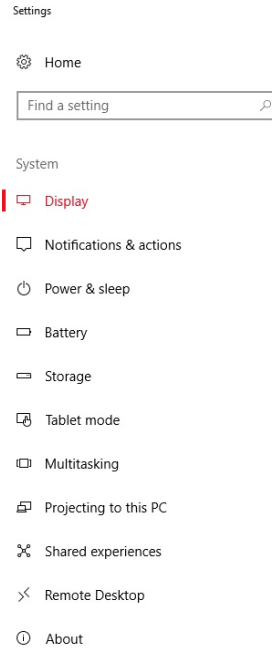 Settings
Home
Find a setting
System
Display
Notifications & actions
Power & sleep
Battery
Storage
Tablet mode
Multitasking
Projecting to this PC
Shared experiences
Remote Desktop
About